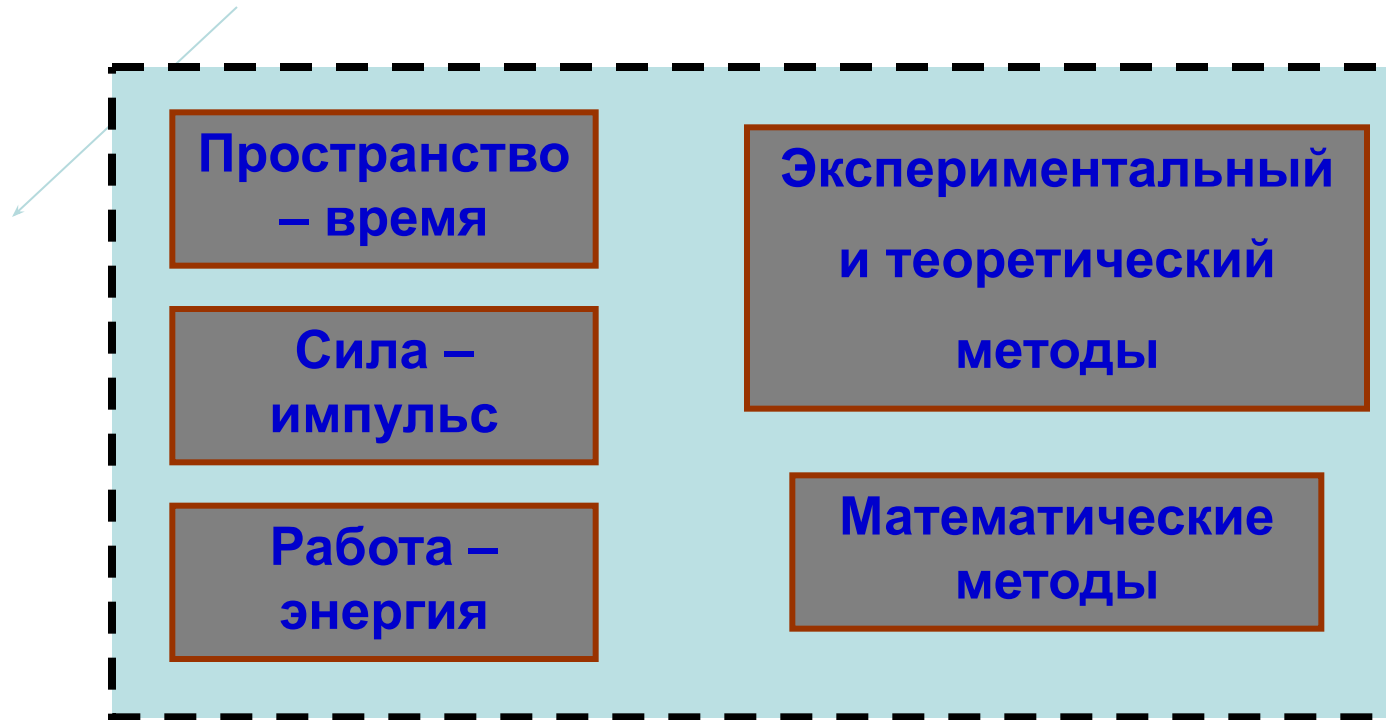 Пространство
– время
Сила –
импульс
Работа –
энергия
Экспериментальный
и теоретический
методы
Математические
методы